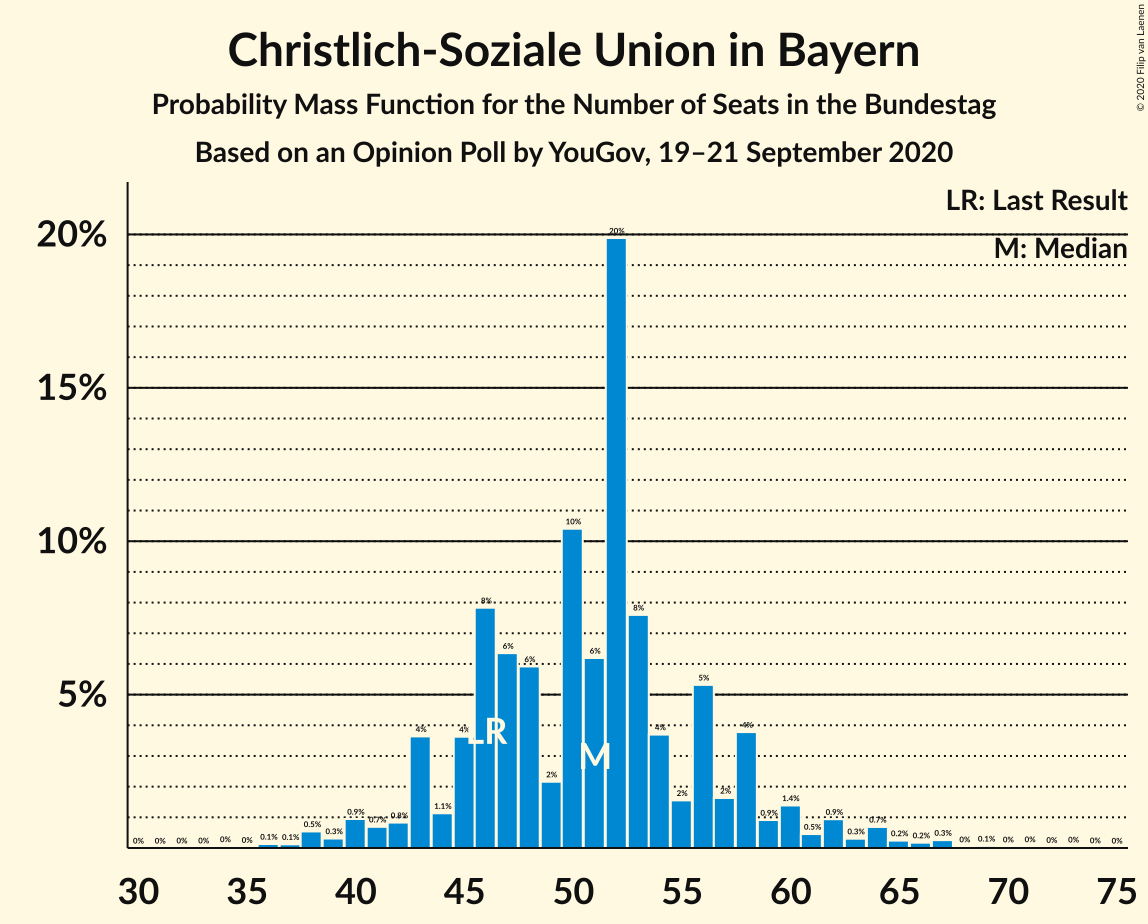 Christlich-Soziale Union in Bayern
Probability Mass Function for the Number of Seats in the Bundestag
Based on an Opinion Poll by YouGov, 19–21 September 2020
© 2020 Filip van Laenen
LR: Last Result
M: Median
20%
15%
10%
5%
0% 0% 0% 0% 0% 0% 0.1% 0.1% 0.5% 0.3% 0.9% 0.7% 0.8% 4% 1.1% 4% 8% 6% 6% 2% 10% 6% 20% 8% 4% 2% 5% 2% 4% 0.9% 1.4% 0.5% 0.9% 0.3% 0.7% 0.2% 0.2% 0.3% 0% 0.1% 0% 0% 0% 0% 0% 0%
LR
M
30 35 40 45 50 55 60 65 70 75